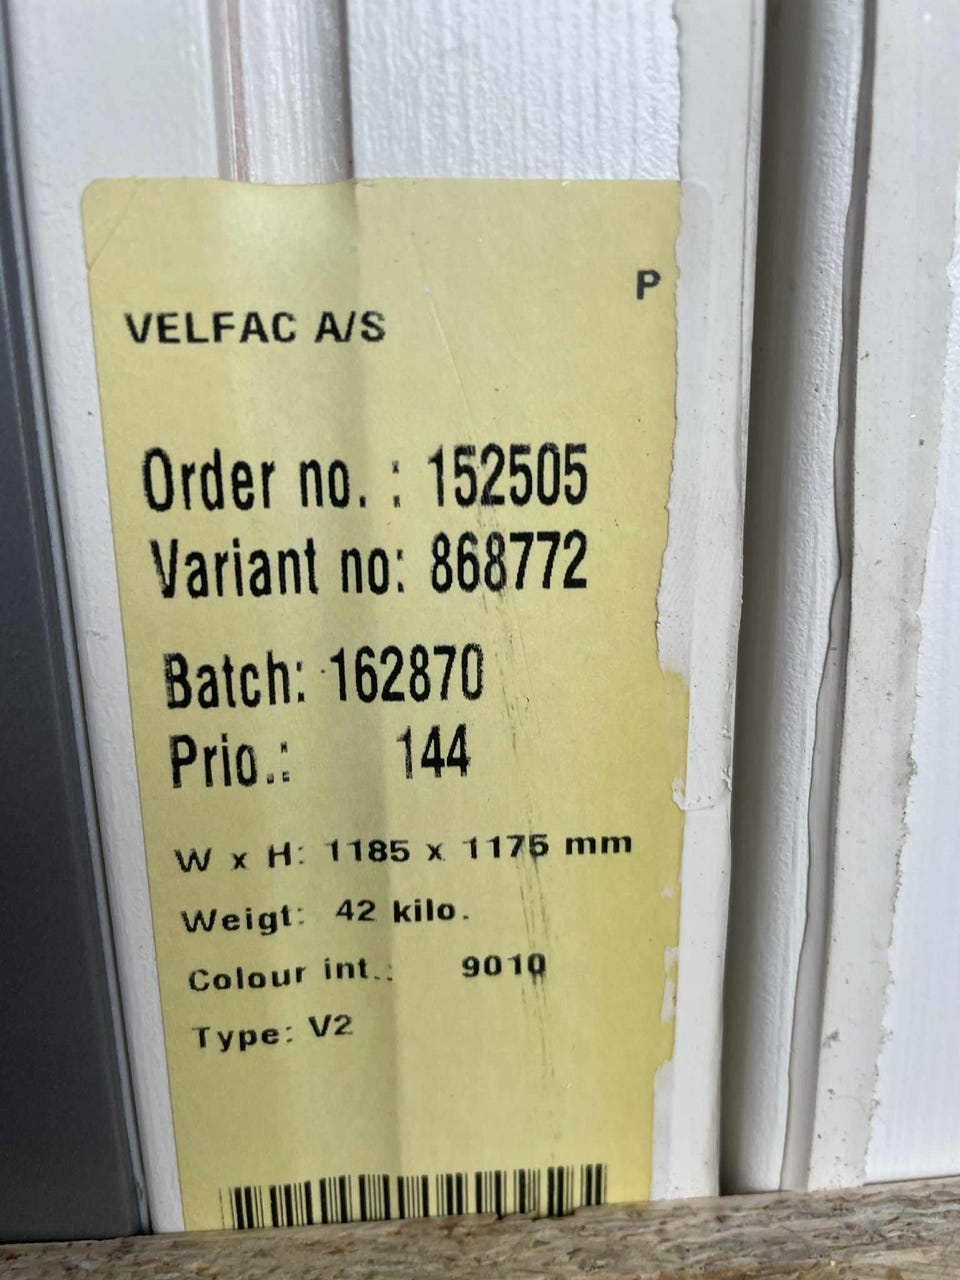 P
VELFAC A/S
Order no. : 152505
Variant no: 868772
Batch: 162870
Prio.: 144
W x H: 1185 x 1175 mm
Weigt: 42 kilo.
Colour int.: 9010
Type: V2